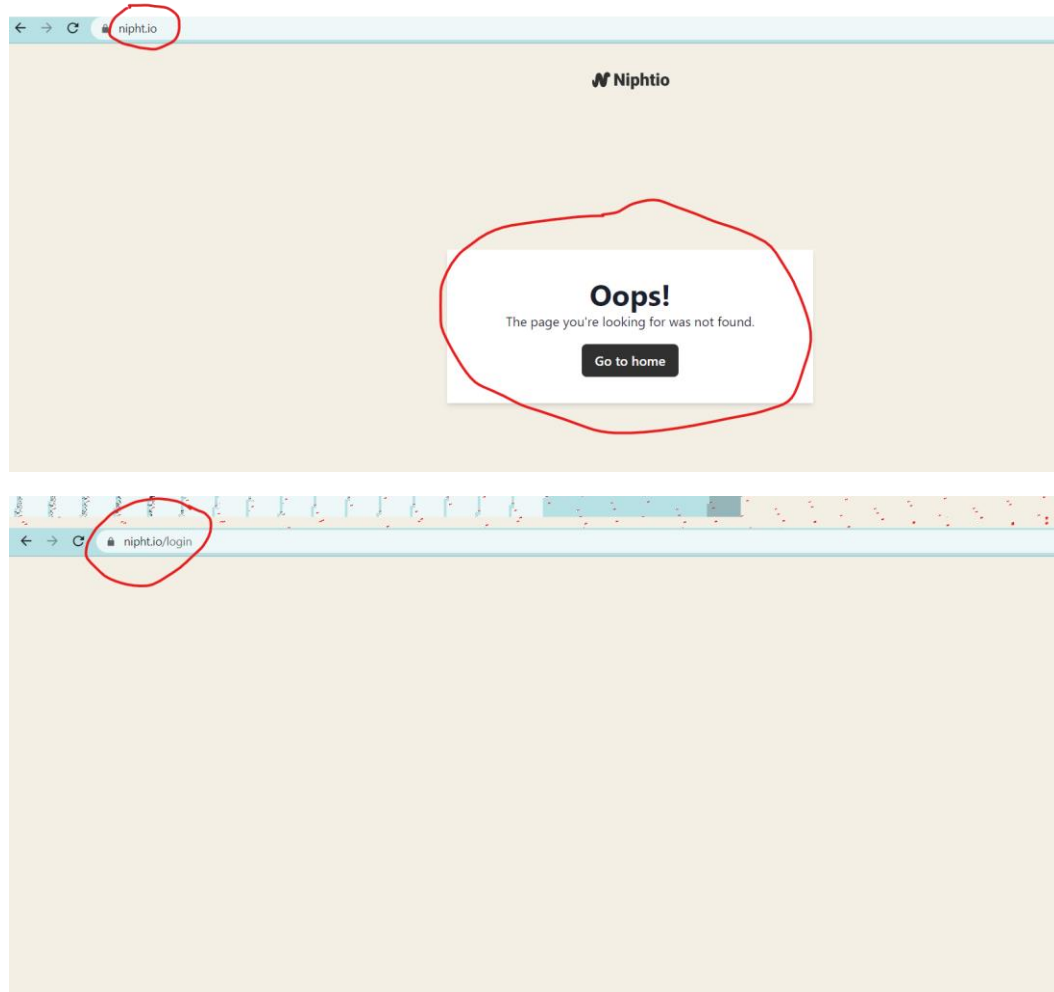 nipht.io
Niphtio
Oops!
The page you're looking for was not found.
Go to home
nipht.io/login